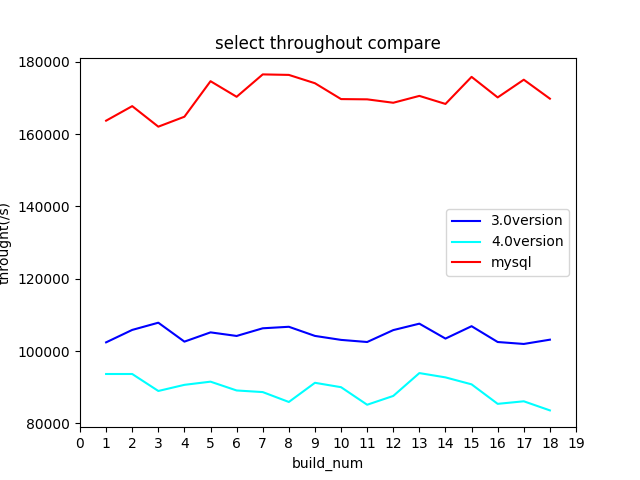 select throughout compare
180000
160000
140000
120000
100000
80000
throught(/s)
3.0version
4.0version
mysql
0 1 2 3 4 5 6 7 8 9 10 11 12 13 14 15 16 17 18 19
build_num